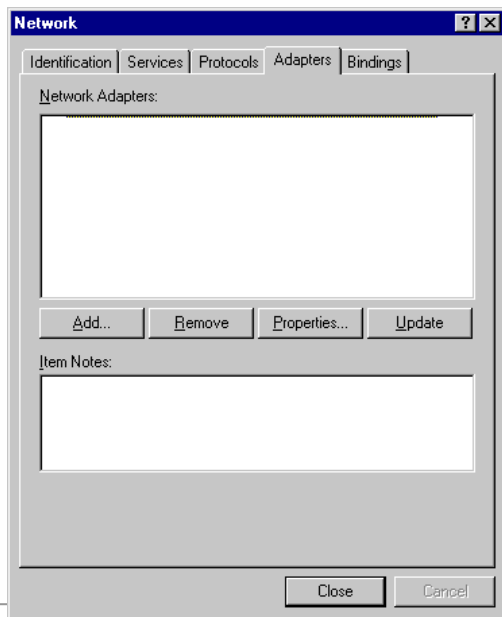 Network
Identification Services Protocols Adapters Bindings
Network Adapters:
Add... Remove Properties... Update
Item Notes:
Close Cancel